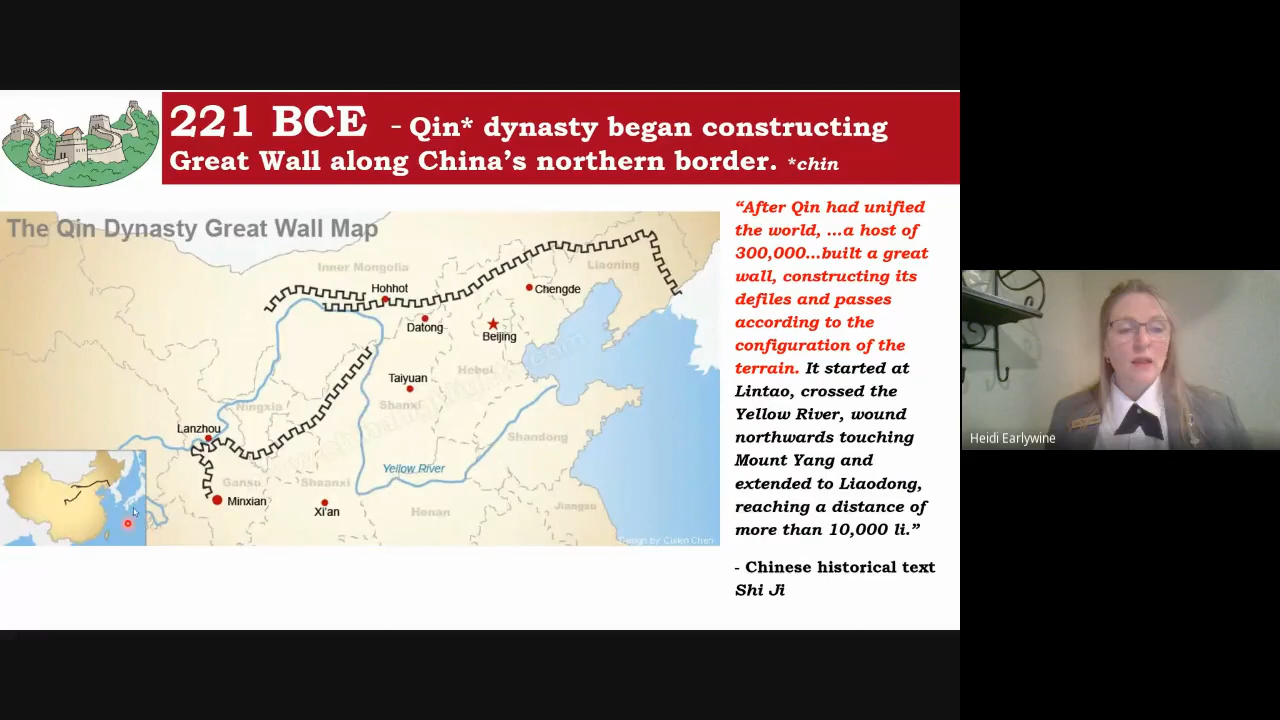 221 BCE - Qin* dynasty began constructing
Great Wall along China's northern border. *chin
The Qin Dynasty Great Wall Map
Inner Mongolia
Liaoning
Hohhot
Chengde
Datong
Beijing
Hebei
Taiyuan
Shanxi
Ningxia
Lanzhou
Shandong
Yellow River
Gansu
Shaanxi
Minxian
Xi'an
Henan
Jiangsu
“After Qin had unified
the world, ...a host of
300,000...built a great
wall, constructing its
defiles and passes
according to the
configuration of the
terrain. It started at
Lintao, crossed the
Yellow River, wound
northwards touching
Mount Yang and
extended to Liaodong,
reaching a distance of
more than 10,000 li.”
- Chinese historical text
Shi Ji
Heidi Earlywine